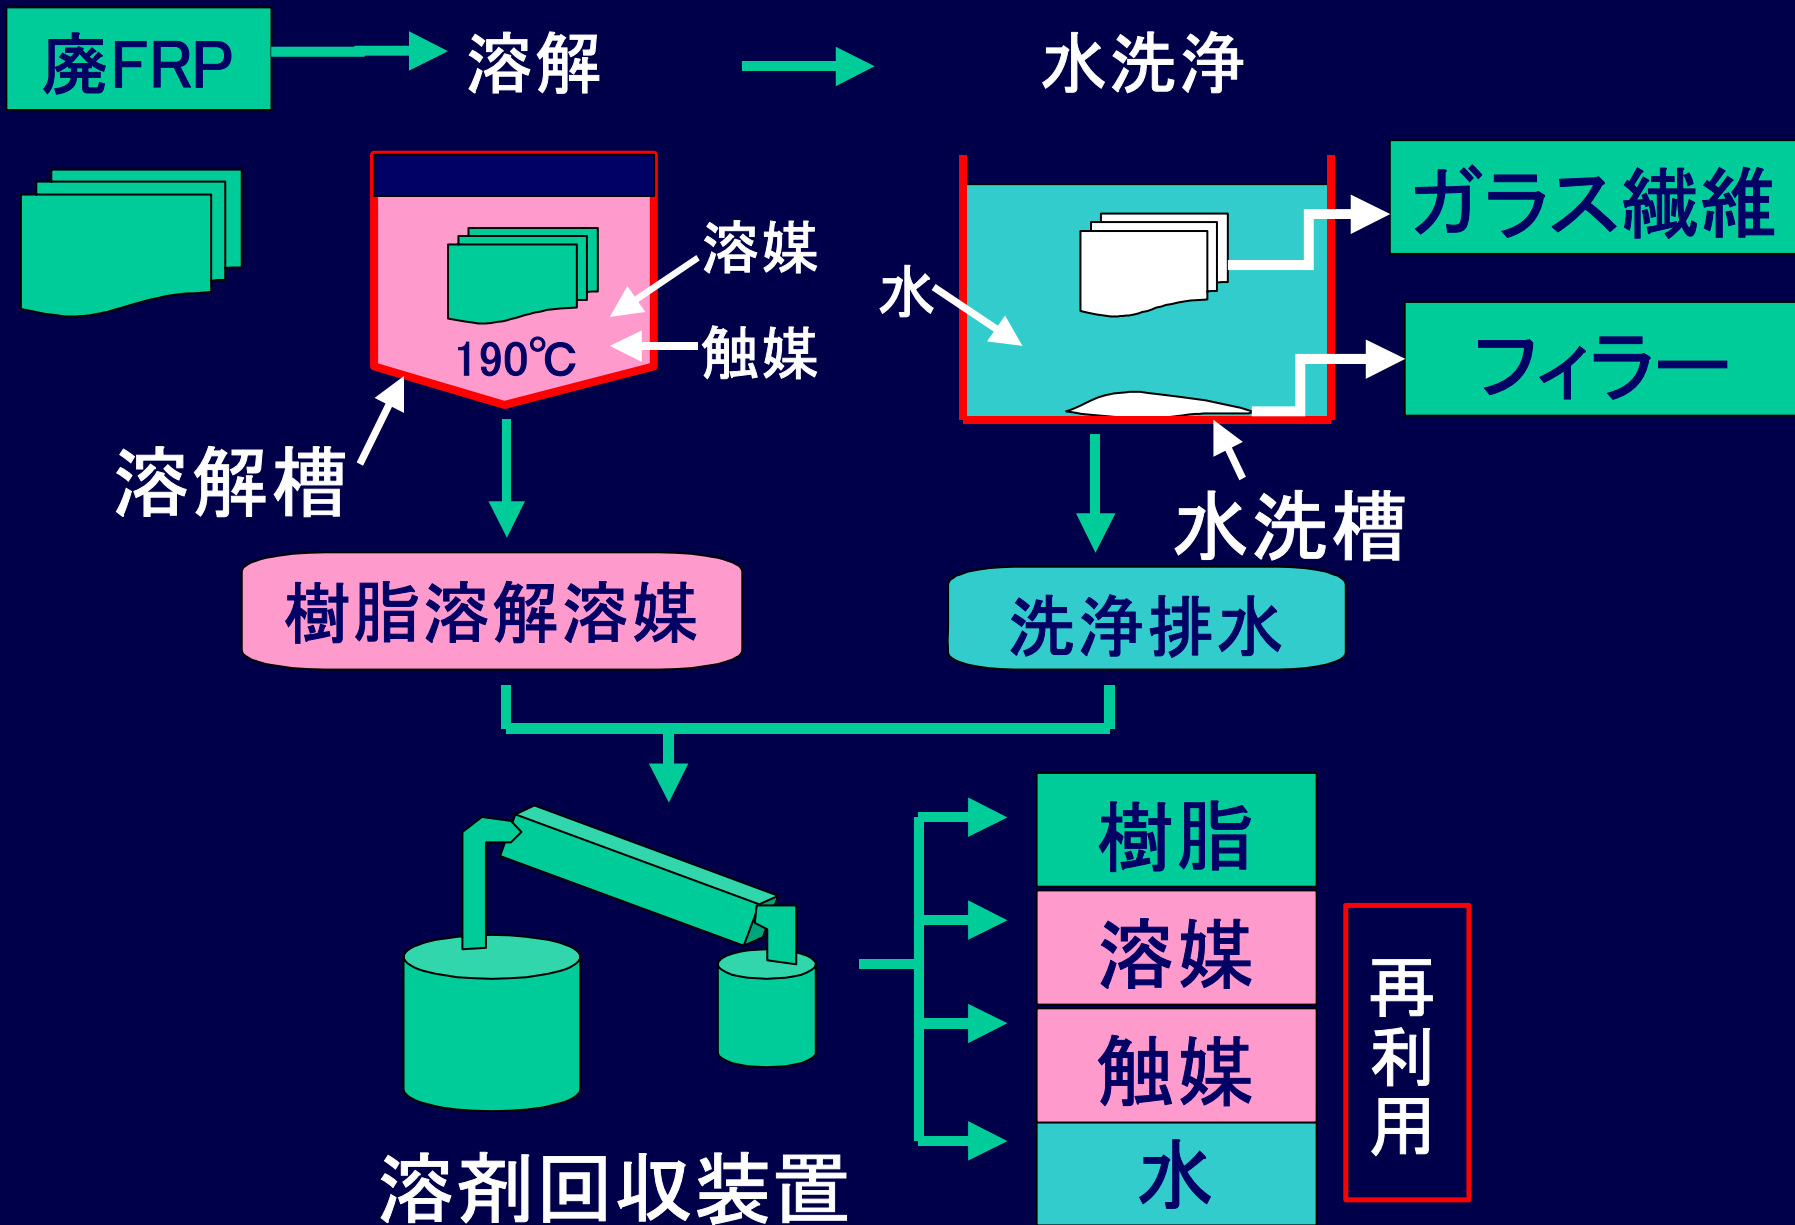 廃FRP
溶解
水洗浄
溶媒
触媒
190℃
溶解槽
水
水洗槽
ガラス繊維
フィラー
樹脂溶解溶媒
洗浄排水
溶剤回収装置
樹脂
溶媒
触媒
水
再利用